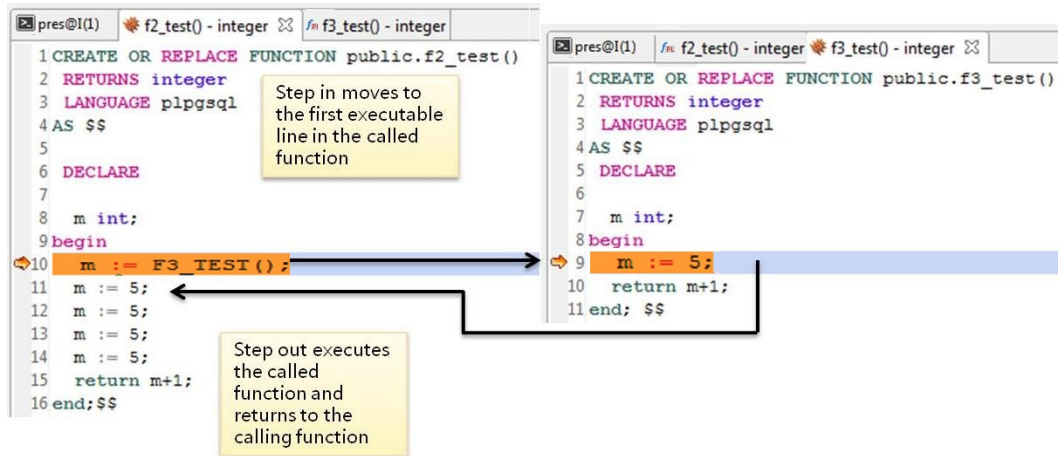 pres@I(1) f2_test() - integer f3_test() - integer
1 CREATE OR REPLACE FUNCTION public.f2_test()
2 RETURNS integer
3 LANGUAGE plpgsql
4 AS $$
5
6 DECLARE
7
8 m int;
9 begin
10 m := F3_TEST();
11 m := 5;
12 m := 5;
13 m := 5;
14 m := 5;
15 return m+1;
16 end;$$
Step in moves to
the first executable
line in the called
function
Step out executes
the called
function and
returns to the
calling function
pres@I(1) f2_test() - integer f3_test() - integer
1 CREATE OR REPLACE FUNCTION public.f3_test()
2 RETURNS integer
3 LANGUAGE plpgsql
4 AS $$
5 DECLARE
6
7 m int;
8 begin
9 m := 5;
10 return m+1;
11 end; $$